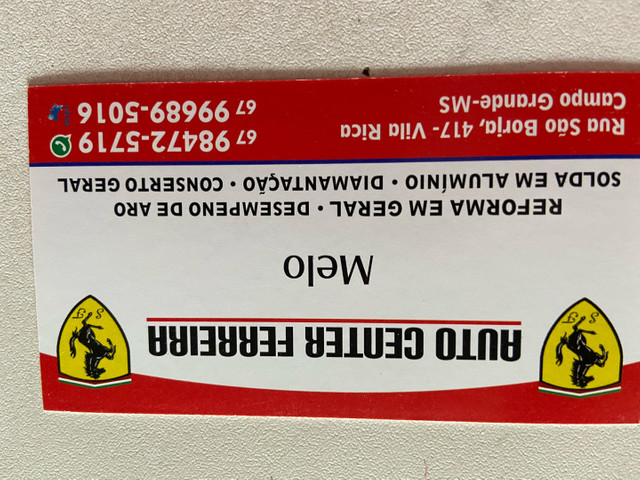 AUTO CENTER FERREIRA
S F
S F
Melo
REFORMA EM GERAL • DESEMPENO DE ARO
SOLDA EM ALUMÍNIO • DIAMANTAÇÃO • CONSERTO GERAL
Rua São Borja, 417- Vila Rica
Campo Grande-MS
67 98472-5719
67 99689-5016